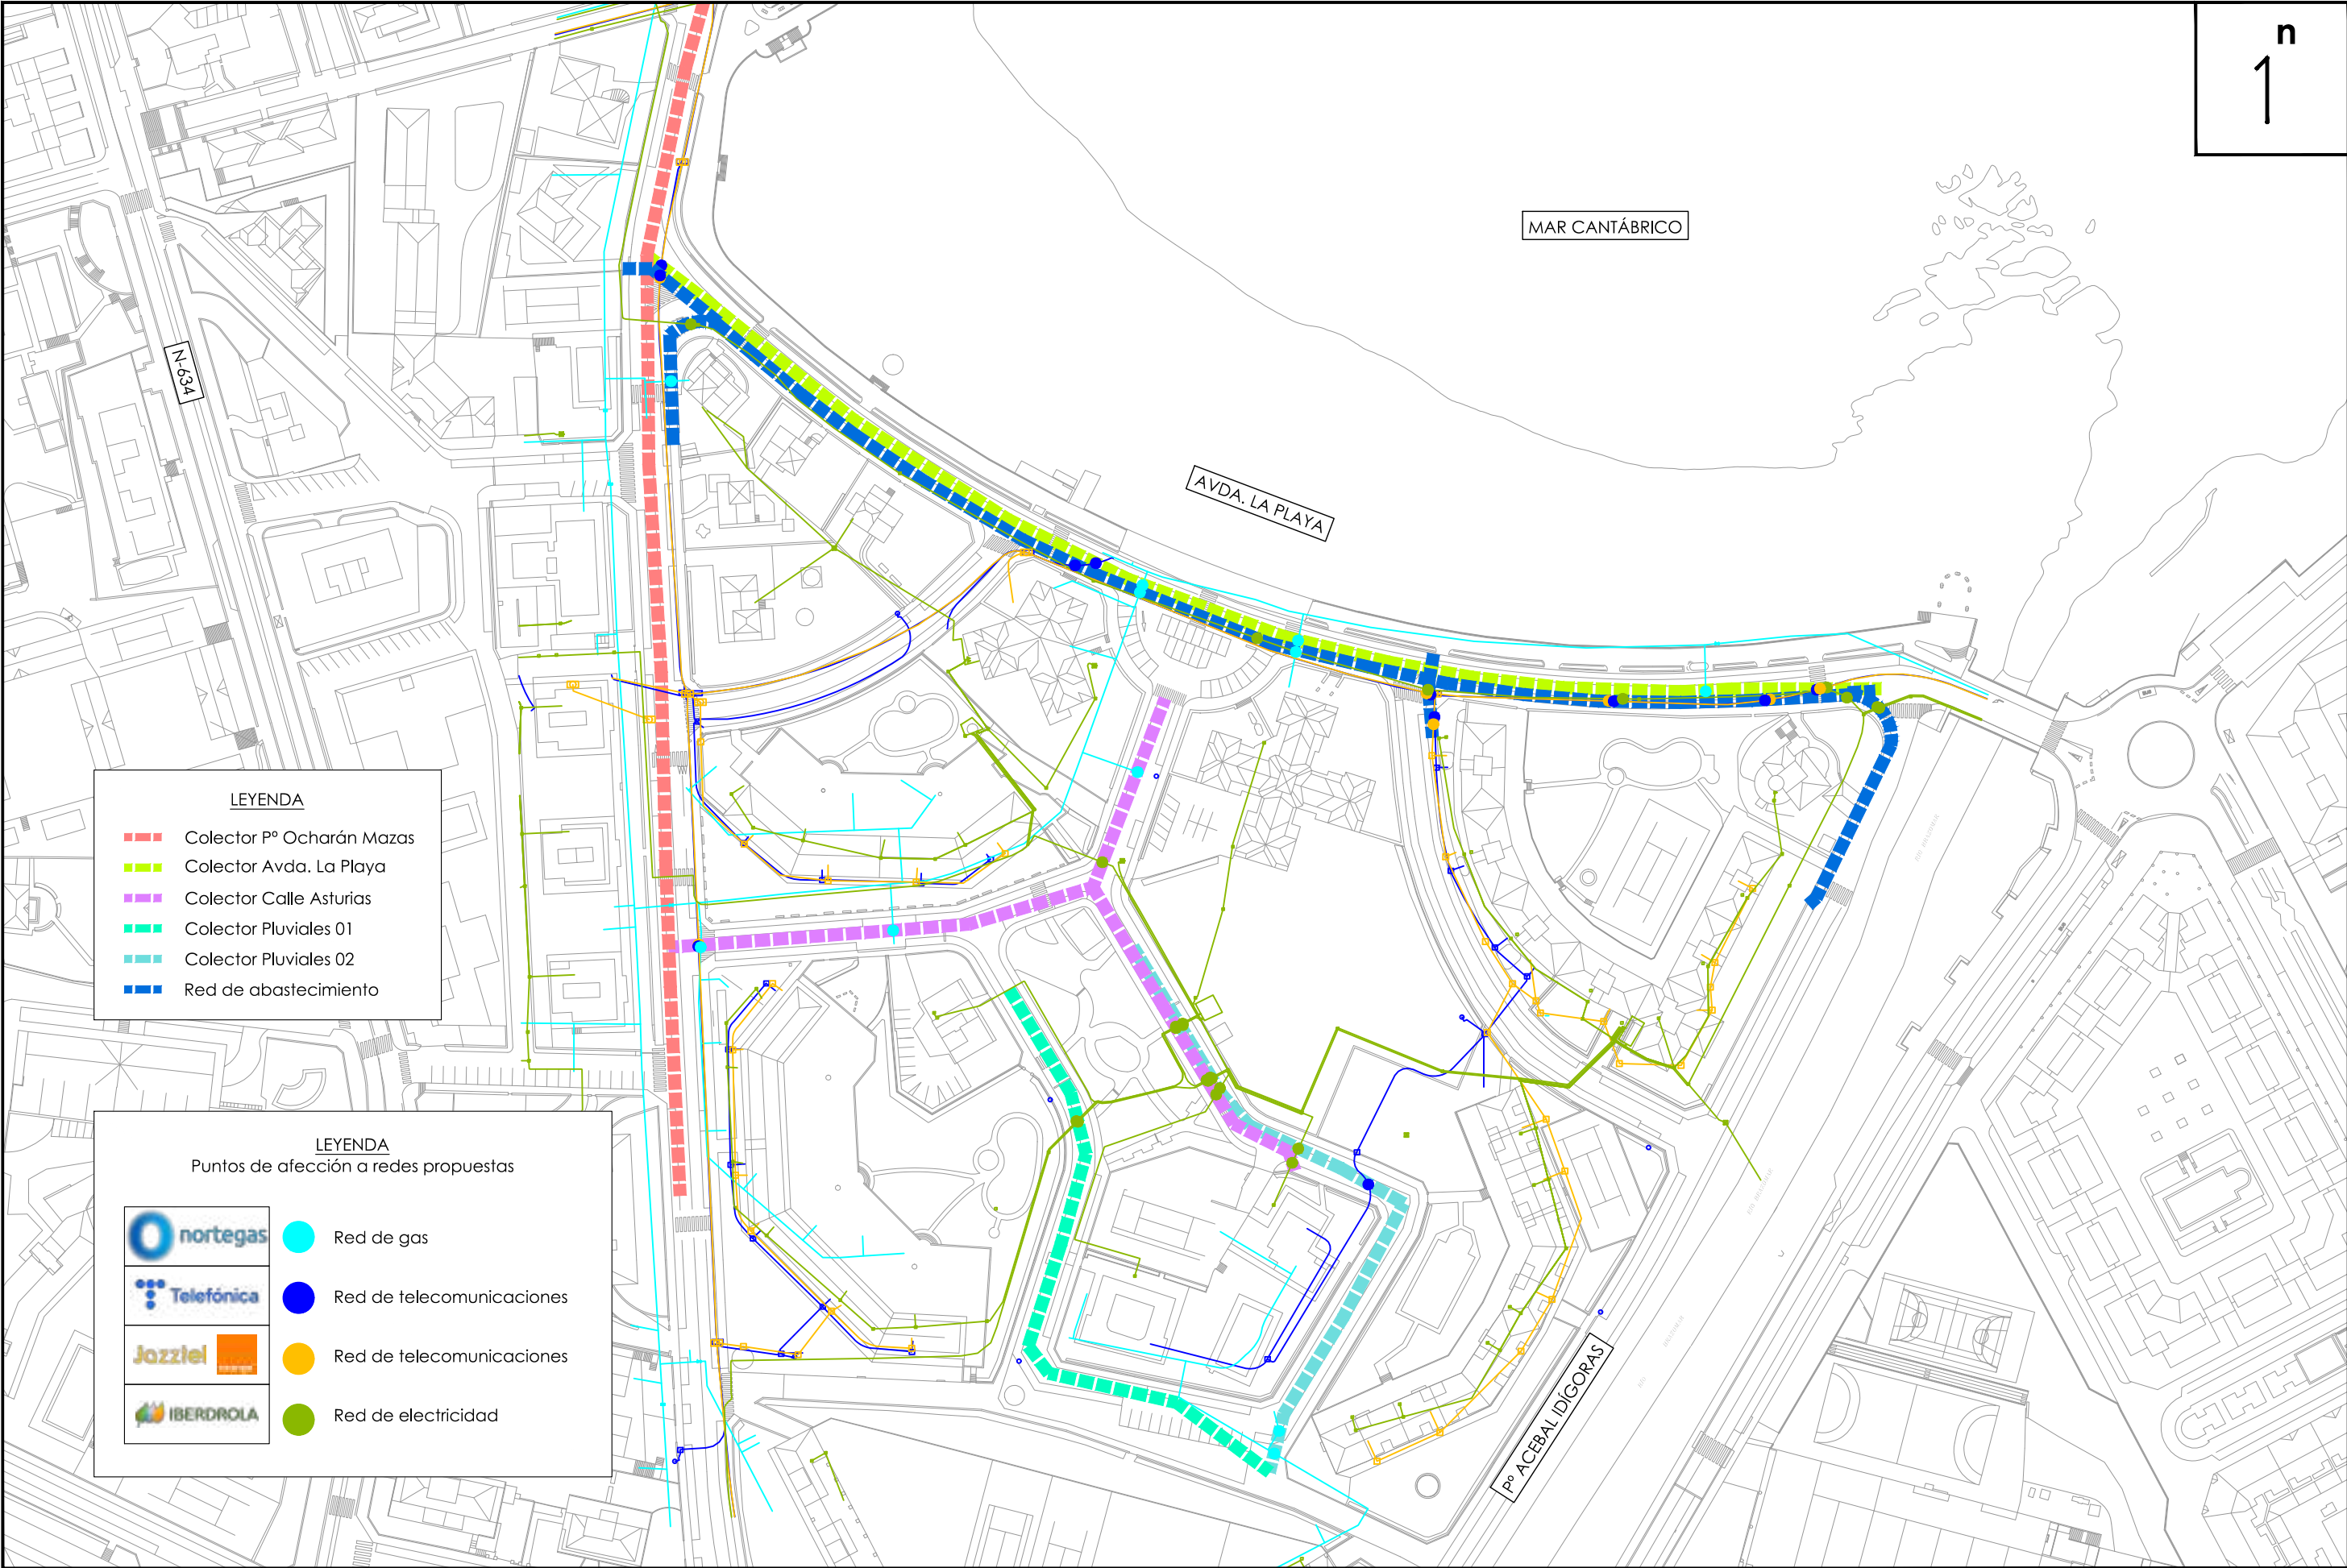 n
1
MAR CANTÁBRICO
N-634
AVDA. LA PLAYA
LEYENDA
Colector Pº Ocharán Mazas
Colector Avda. La Playa
Colector Calle Asturias
Colector Pluviales 01
Colector Pluviales 02
Red de abastecimiento
LEYENDA
Puntos de afección a redes propuestas
nortegas
Red de gas
Telefónica
Red de telecomunicaciones
Jazztel
Red de telecomunicaciones
IBERDROLA
Red de electricidad
Pº ACEBAL IDÍGORAS